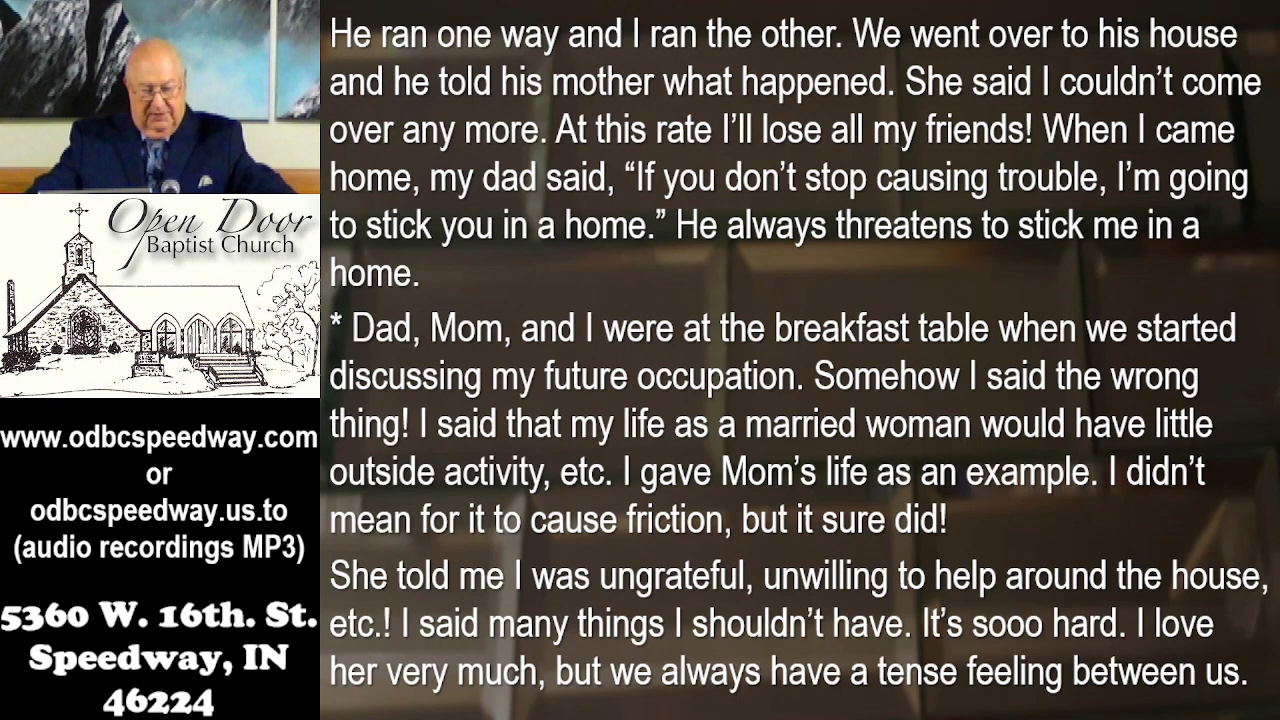 He ran one way and I ran the other. We went over to his house
and he told his mother what happened. She said I couldn’t come
over any more. At this rate I’ll lose all my friends! When I came
home, my dad said, “If you don’t stop causing trouble, I’m going
to stick you in a home.” He always threatens to stick me in a
home.
* Dad, Mom, and I were at the breakfast table when we started
discussing my future occupation. Somehow I said the wrong
thing! I said that my life as a married woman would have little
outside activity, etc. I gave Mom’s life as an example. I didn’t
mean for it to cause friction, but it sure did!
She told me I was ungrateful, unwilling to help around the house,
etc.! I said many things I shouldn’t have. It’s sooo hard. I love
her very much, but we always have a tense feeling between us.
Open Door
Baptist Church
www.odbcspeedway.com
or
odbcspeedway.us.to
(audio recordings MP3)
5360 W. 16th. St.
Speedway, IN
46224